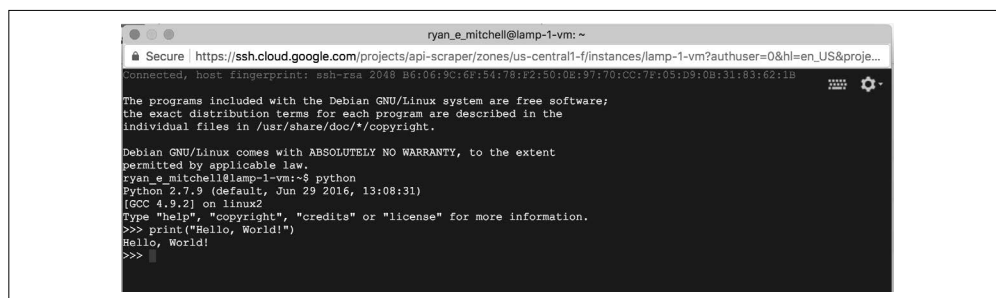 ryan_e_mitchell@lamp-1-vm: ~
Secure | https://ssh.cloud.google.com/projects/api-scraper/zones/us-central1-f/instances/lamp-1-vm?authuser=0&hl=en_US&proje...
Connected, host fingerprint: ssh-rsa 2048 B6:06:9C:6F:54:78:F2:50:0E:97:70:CC:7F:05:D9:0B:31:83:62:1B
The programs included with the Debian GNU/Linux system are free software;
the exact distribution terms for each program are described in the
individual files in /usr/share/doc/*/copyright.
Debian GNU/Linux comes with ABSOLUTELY NO WARRANTY, to the extent
permitted by applicable law.
ryan_e_mitchell@lamp-1-vm:~$ python
Python 2.7.9 (default, Jun 29 2016, 13:08:31)
[GCC 4.9.2] on linux2
Type "help", "copyright", "credits" or "license" for more information.
>>> print("Hello, World!")
Hello, World!
>>>